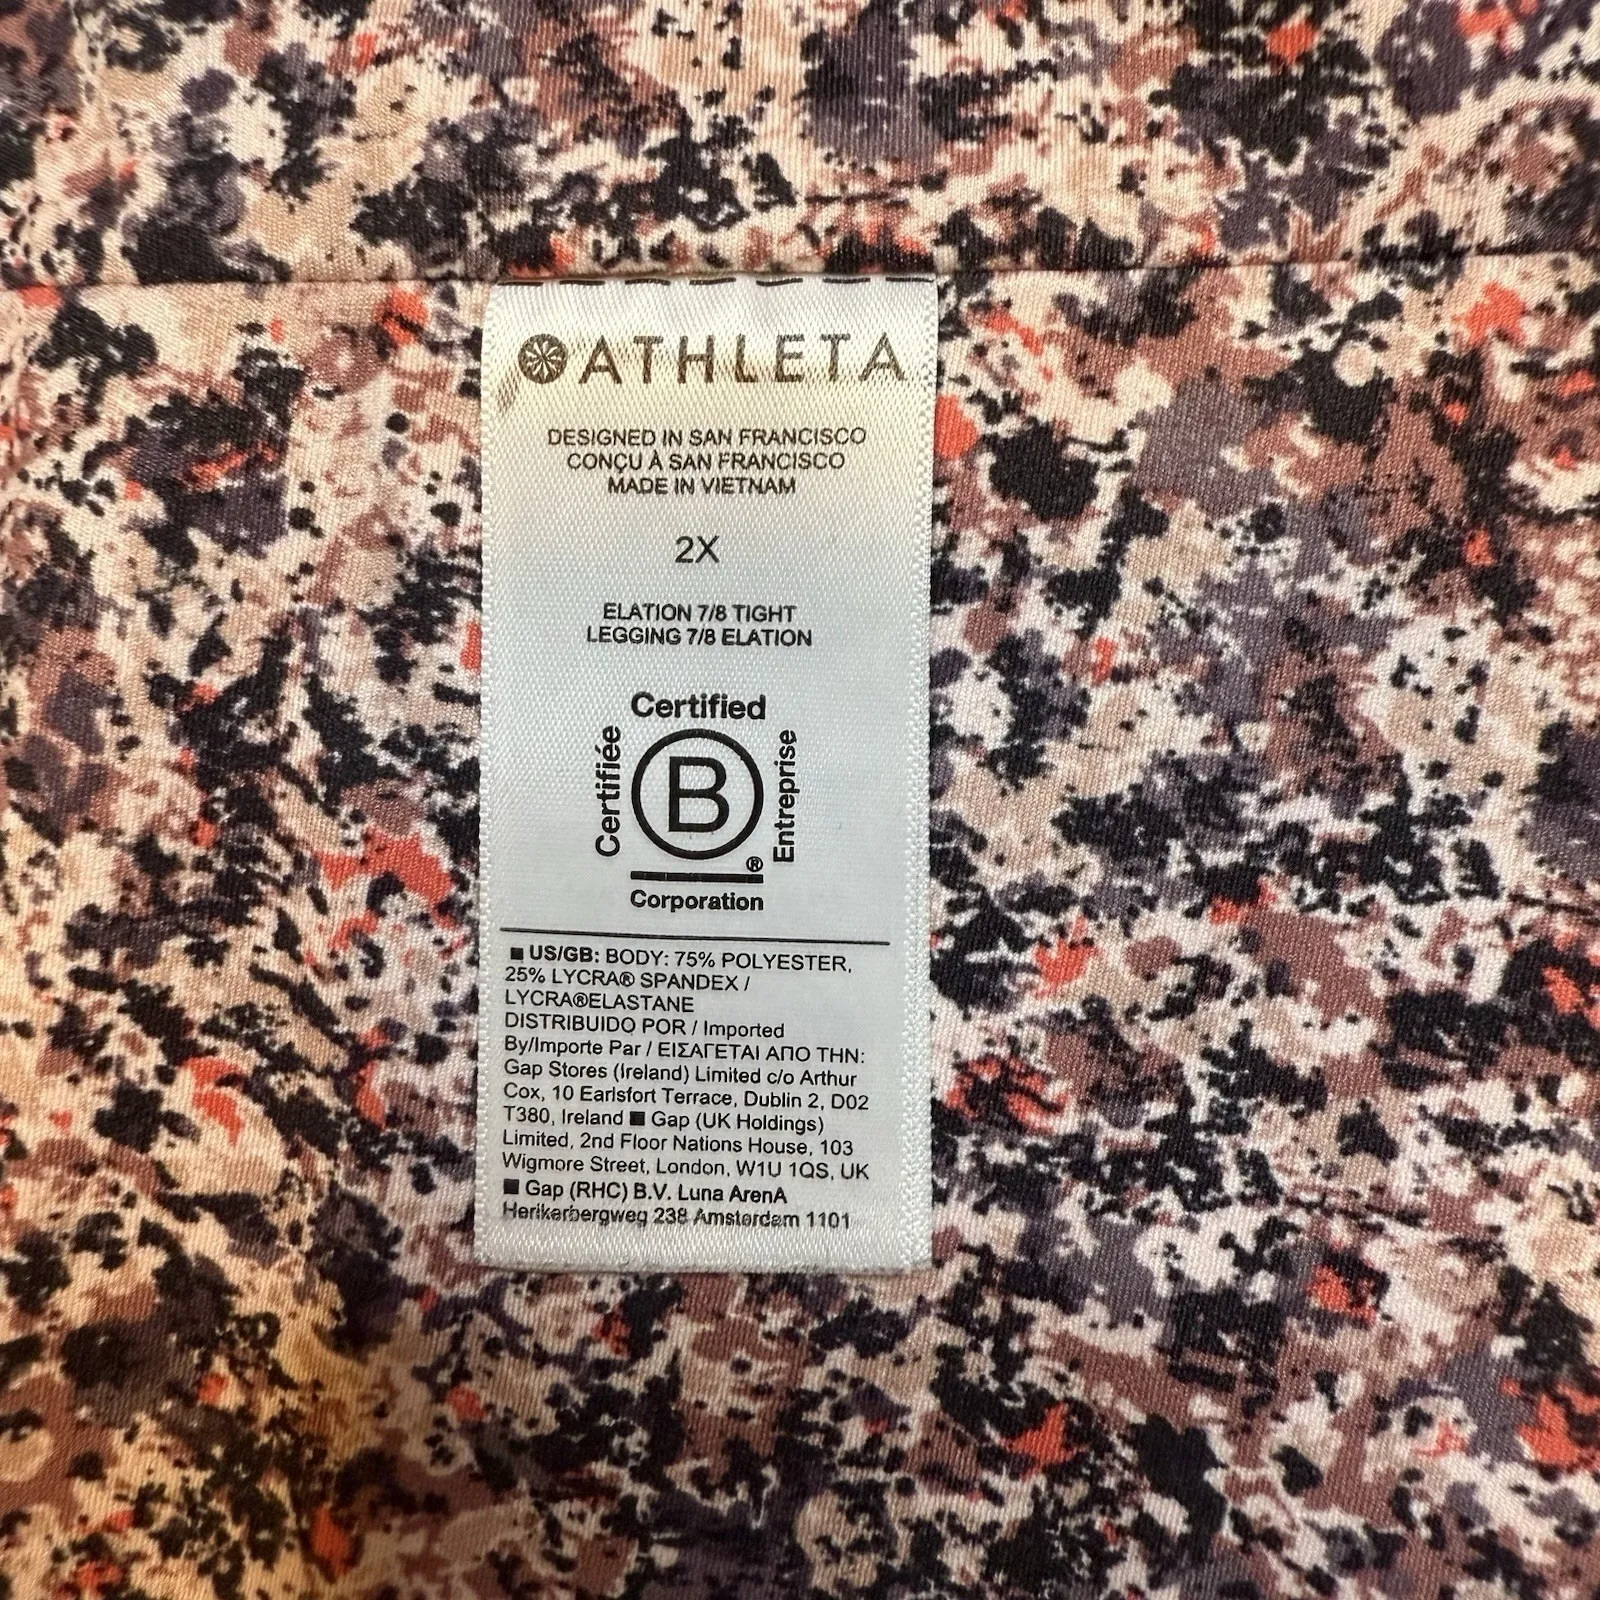 ATHLETA
DESIGNED IN SAN FRANCISCO
CONÇU À SAN FRANCISCO
MADE IN VIETNAM
2X
ELATION 7/8 TIGHT
LEGGING 7/8 ELATION
Certified
Certifiée
B
Entreprise
®
Corporation
■ US/GB: BODY: 75% POLYESTER,
25% LYCRA® SPANDEX /
LYCRA®ELASTANE
DISTRIBUIDO POR / Imported
By/Importe Par / ΕΙΣΑΓΕΤΑΙ ΑΠΟ ΤΗΝ:
Gap Stores (Ireland) Limited c/o Arthur
Cox, 10 Earlsfort Terrace, Dublin 2, D02
T380, Ireland ■ Gap (UK Holdings)
Limited, 2nd Floor Nations House, 103
Wigmore Street, London, W1U 1QS, UK
■ Gap (RHC) B.V. Luna ArenA
Herikerbergweg 238 Amsterdam 1101